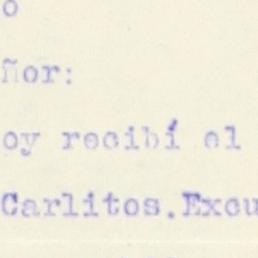 o
ñor:
oy recibí el
Carlitos.Excu